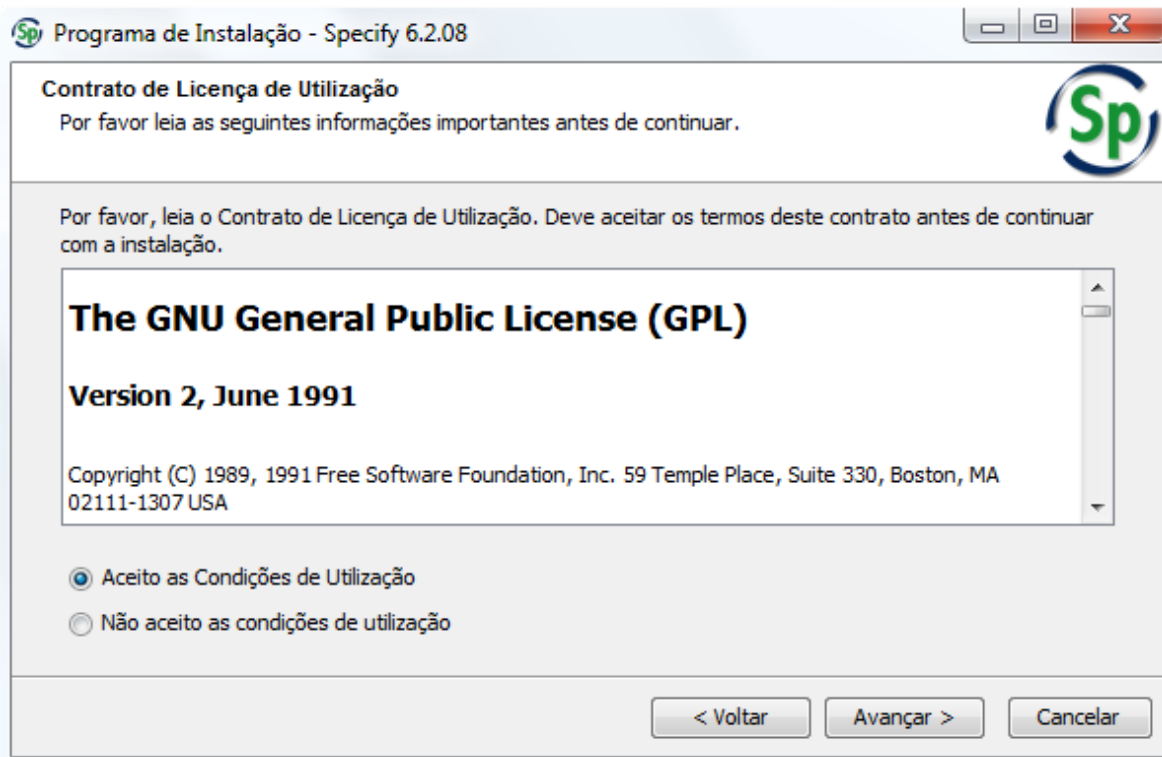 Sp Programa de Instalação - Specify 6.2.08
Contrato de Licença de Utilização
Por favor leia as seguintes informações importantes antes de continuar.
Sp
Por favor, leia o Contrato de Licença de Utilização. Deve aceitar os termos deste contrato antes de continuar
com a instalação.
The GNU General Public License (GPL)
Version 2, June 1991
Copyright (C) 1989, 1991 Free Software Foundation, Inc. 59 Temple Place, Suite 330, Boston, MA
02111-1307 USA
Aceito as Condições de Utilização
Não aceito as condições de utilização
< Voltar Avançar > Cancelar